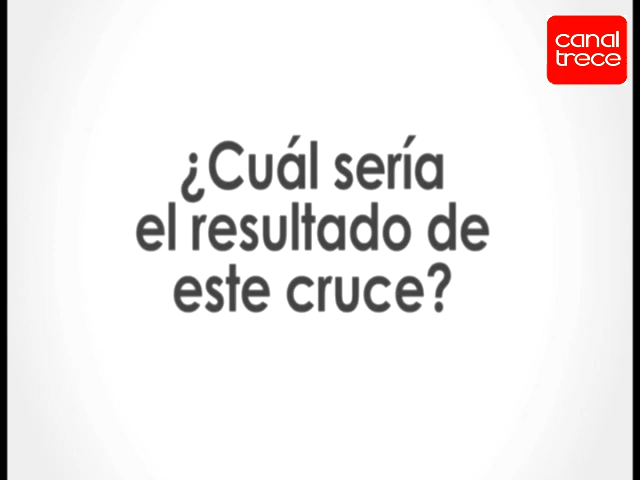 canal
trece
¿Cuál sería
el resultado de
este cruce?